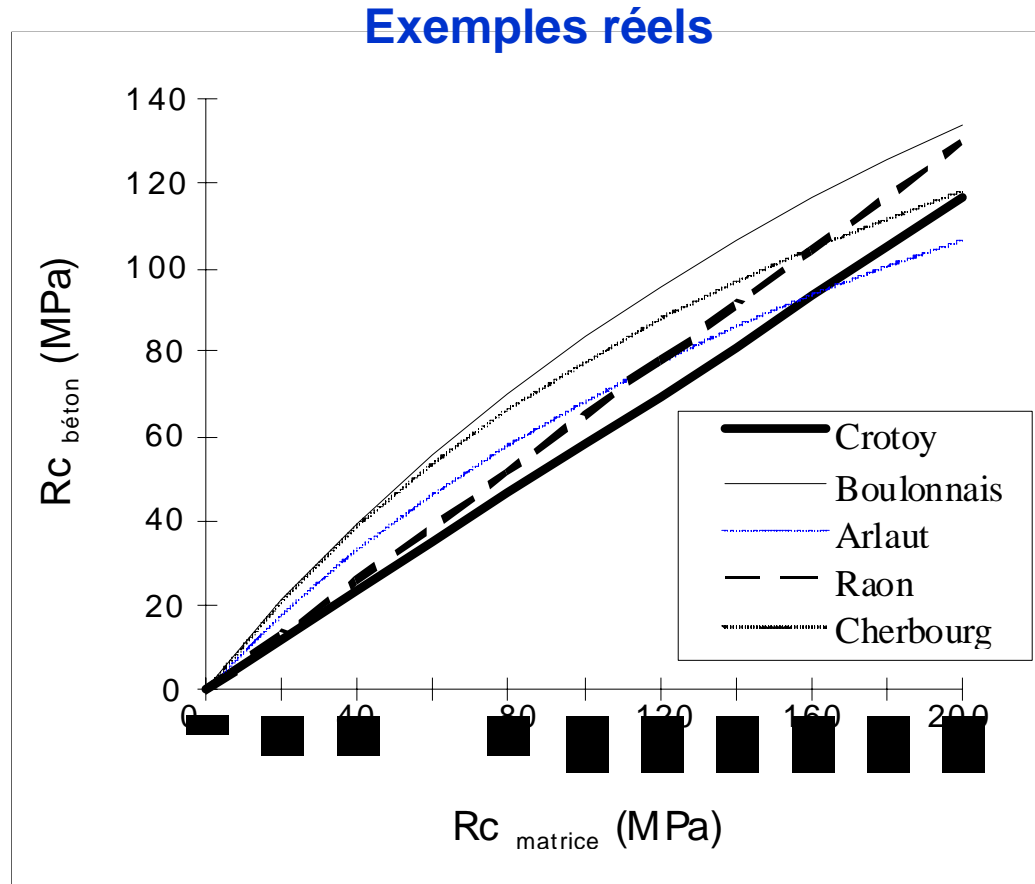 Exemples réels
140
120
100
80
60
40
20
0
Rc béton (MPa)
0 40 80 120 160 200
Rc matrice (MPa)
Crotoy
Boulonnais
Arlaut
Raon
Cherbourg